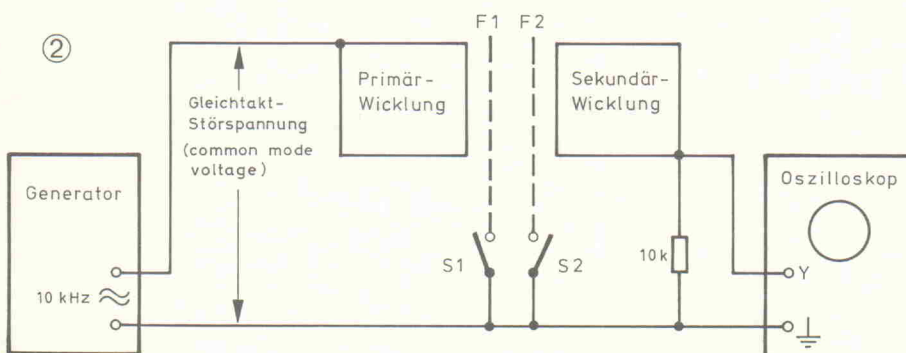 ②
F1 F2
Primär-
Wicklung
Sekundär-
Wicklung
Gleichtakt-
Störspannung
(common mode
voltage)
Generator
10 kHz
S1
S2
10k
Oszilloskop
Y